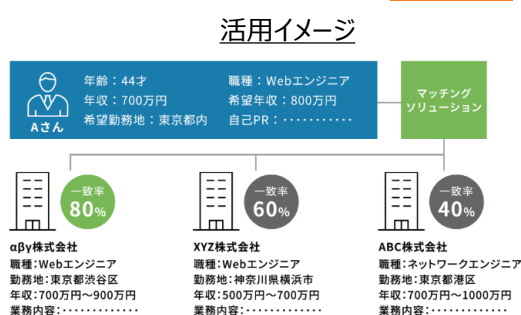 活用イメージ
年齢：44才
年収：700万円
希望勤務地：東京都内
職種：Webエンジニア
希望年収：800万円
自己PR：･･･････････
Aさん
マッチング
ソリューション
一致率
80%
αβγ株式会社
職種：Webエンジニア
勤務地：東京都渋谷区
年収：700万円〜900万円
業務内容：･････････････
一致率
60%
XYZ株式会社
職種：Webエンジニア
勤務地：神奈川県横浜市
年収：500万円〜700万円
業務内容：･････････････
一致率
40%
ABC株式会社
職種：ネットワークエンジニア
勤務地：東京都港区
年収：700万円〜1000万円
業務内容：･････････････